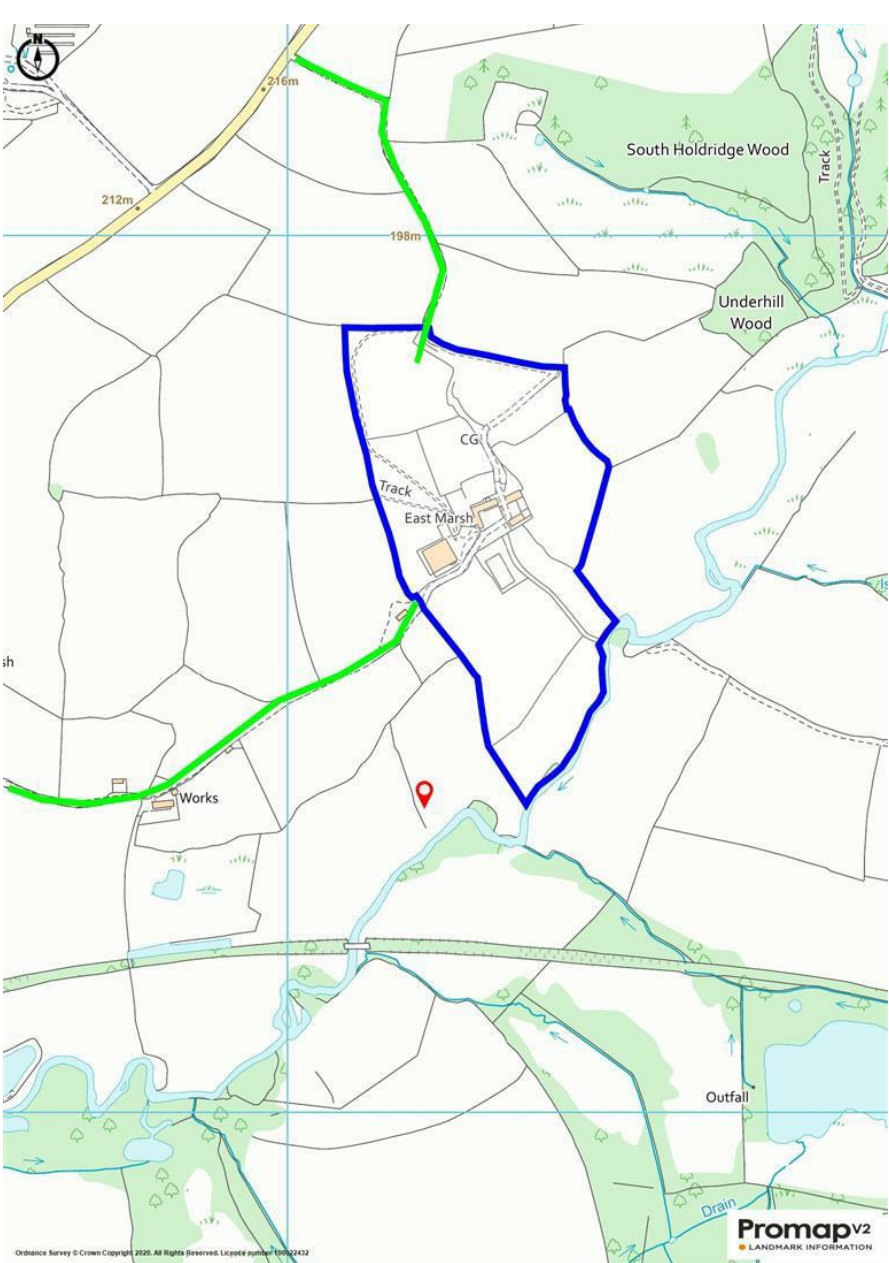 N
216m
South Holdridge Wood
Track
212m
198m
Underhill
Wood
CG
Track
East Marsh
sh
Works
Outfall
Drain
Promap V2
LANDMARK INFORMATION
Ordnance Survey © Crown Copyright 2020. All Rights Reserved. Licence number 100022432